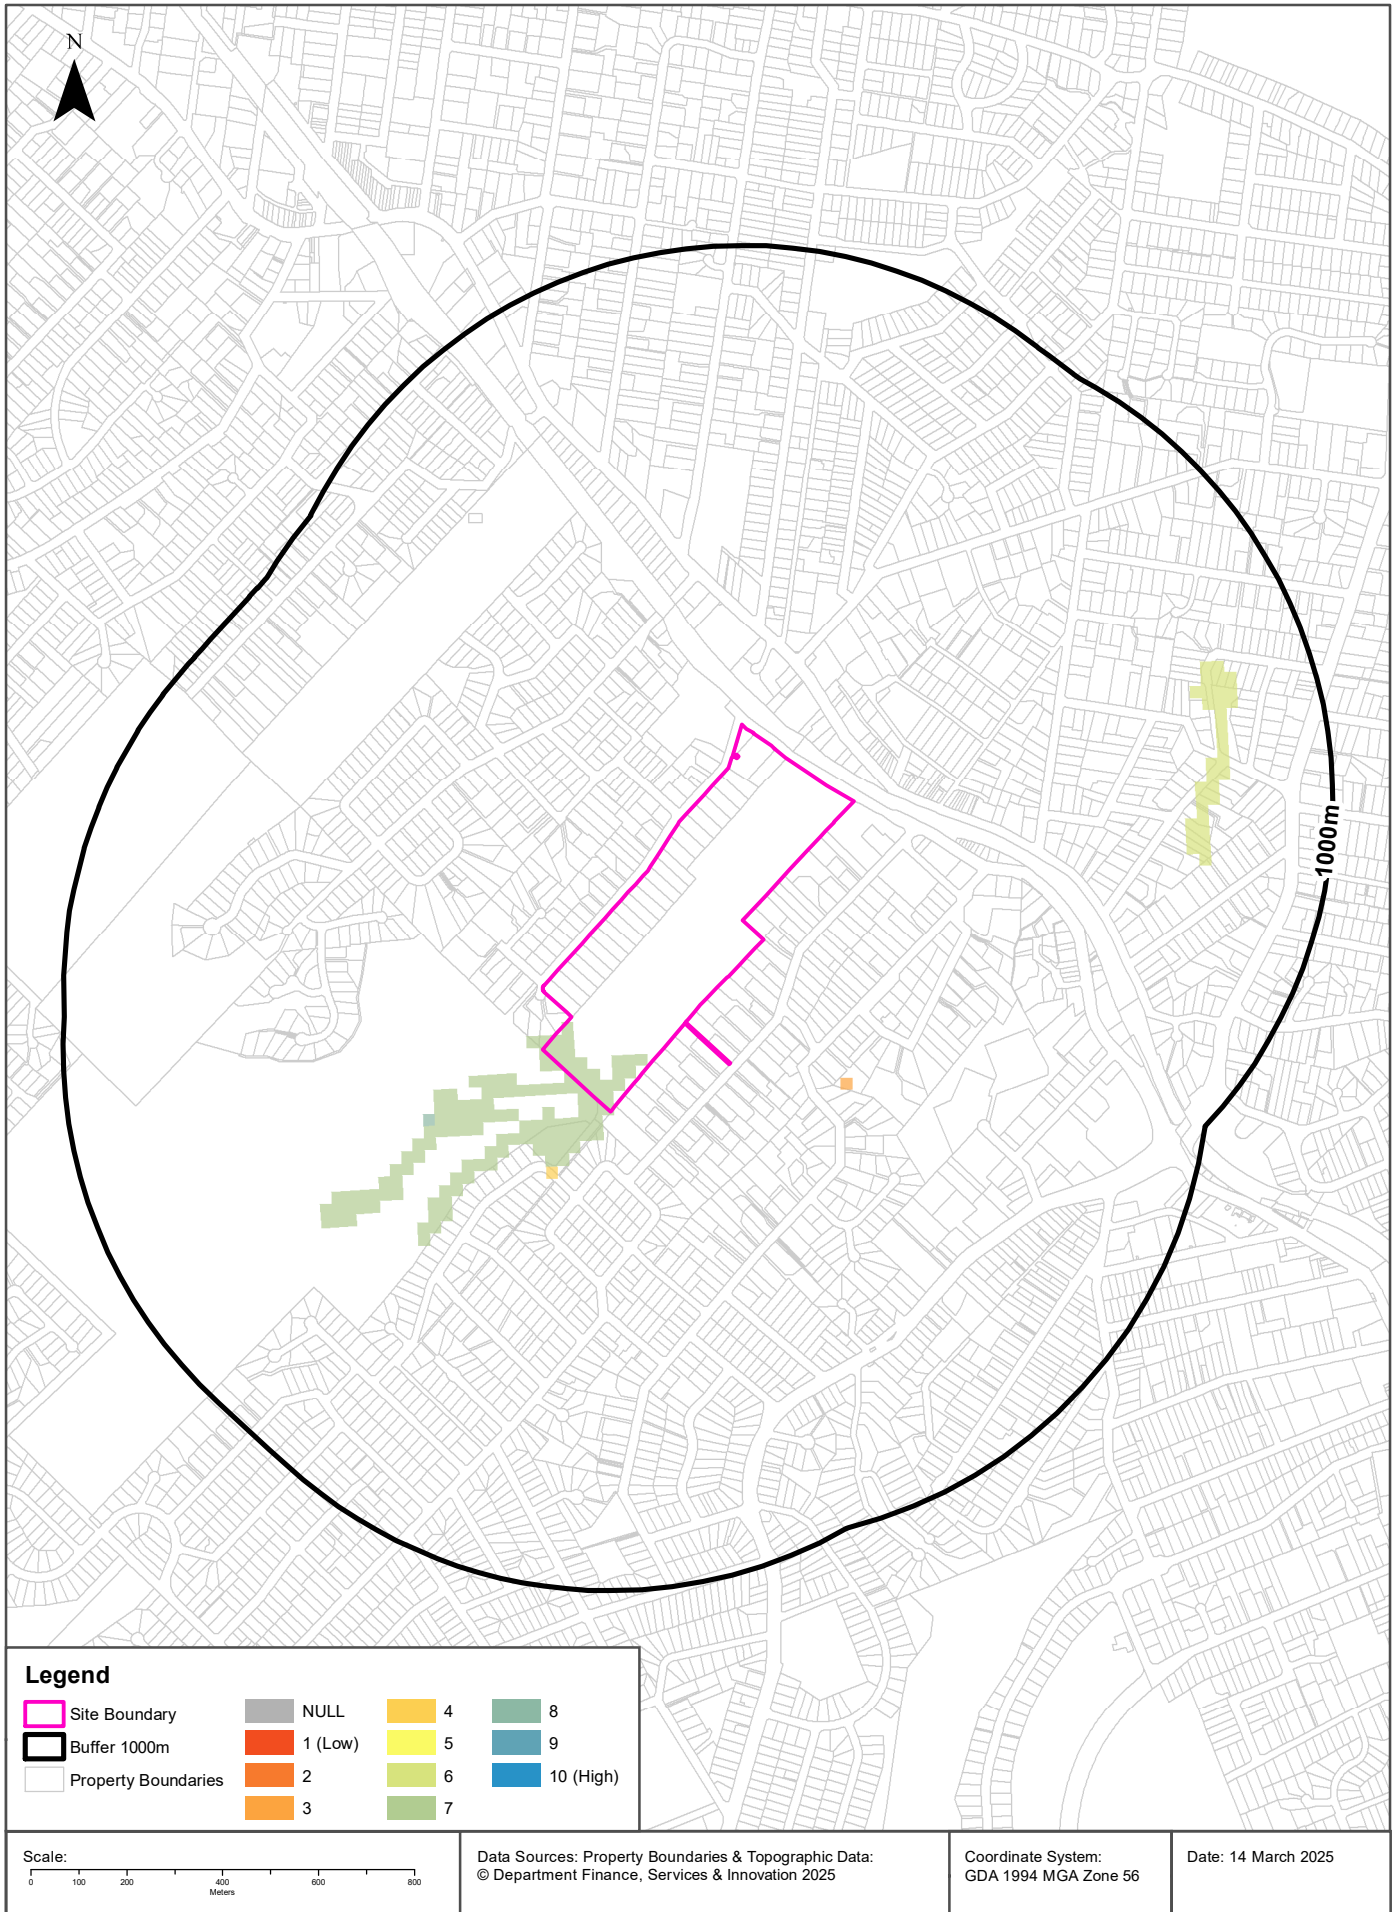 N
1000m
Legend
Site Boundary
Buffer 1000m
Property Boundaries
NULL
1 (Low)
2
3
4
5
6
7
8
9
10 (High)
Scale:
0 100 200 400 600 800
Meters
Data Sources: Property Boundaries & Topographic Data:
© Department Finance, Services & Innovation 2025
Coordinate System:
GDA 1994 MGA Zone 56
Date: 14 March 2025